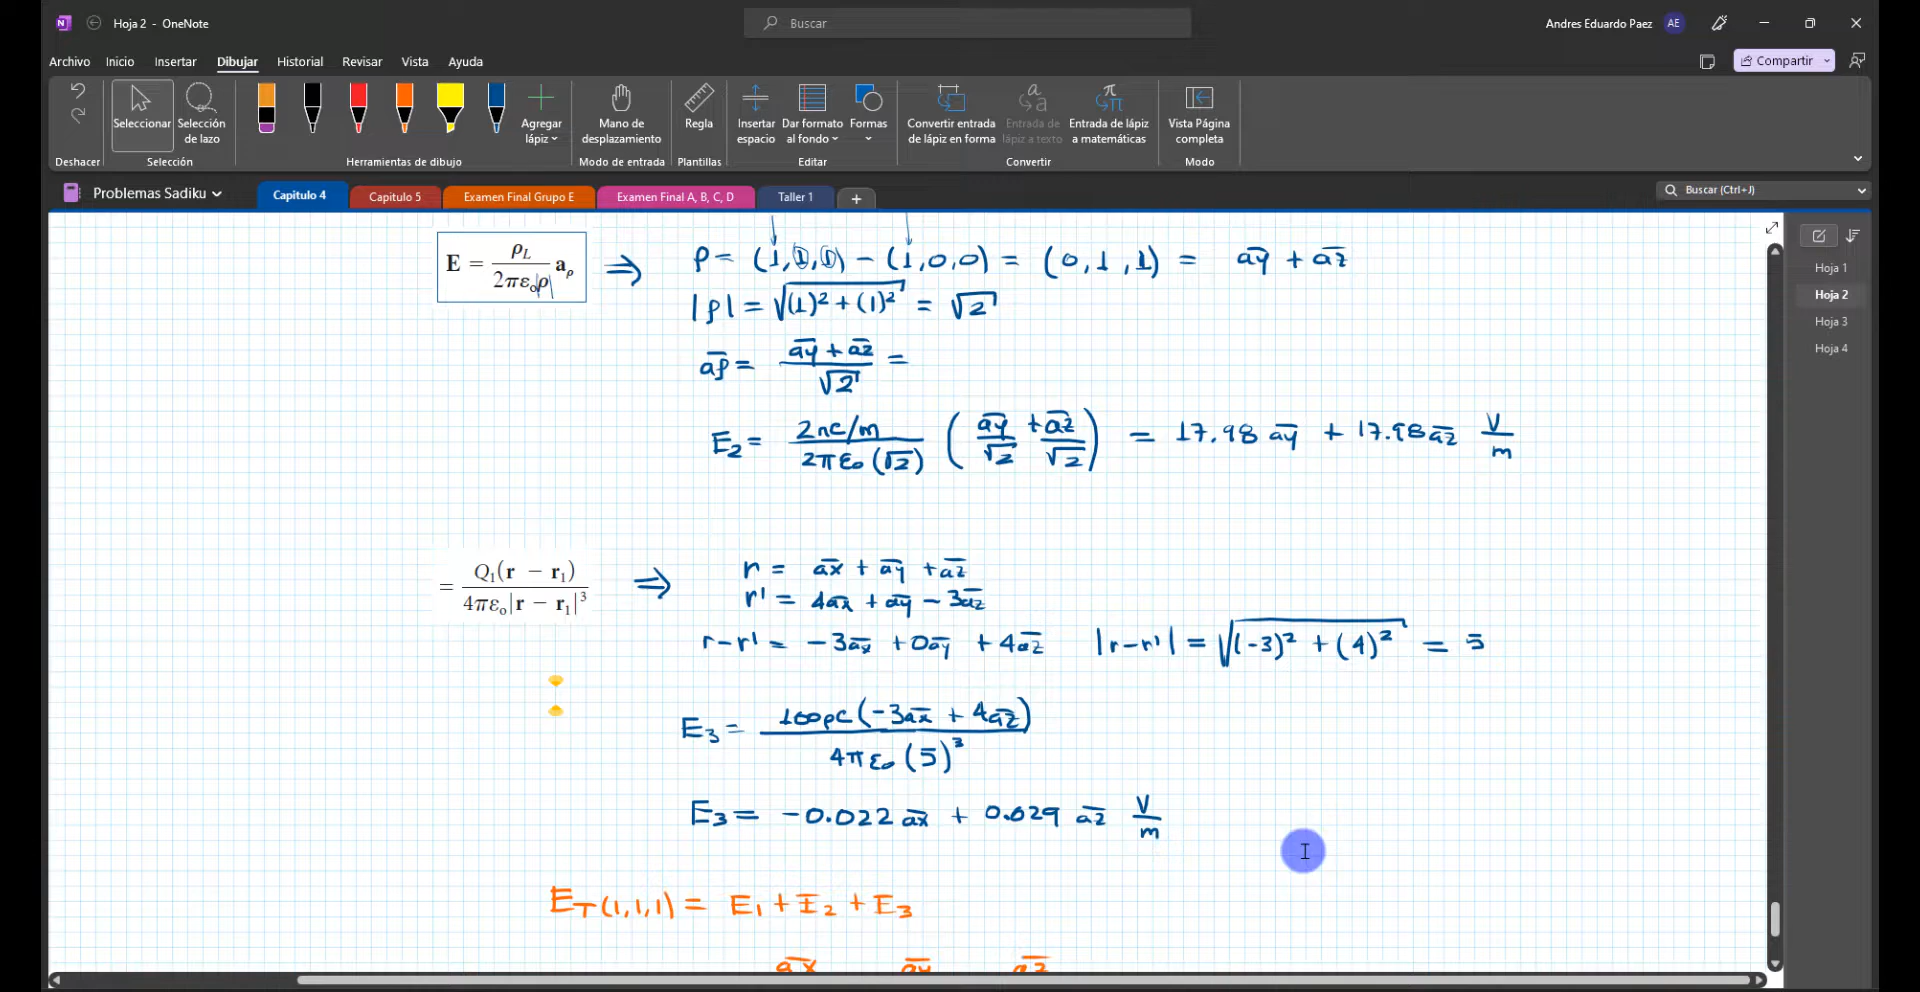 Hoja 2 - OneNote
Buscar
Andres Eduardo Paez AE
Archivo Inicio Insertar Dibujar Historial Revisar Vista Ayuda
Compartir
Seleccionar Selección de lazo
Agregar lápiz
Mano de desplazamiento
Regla
Insertar espacio
Dar formato al fondo
Formas
Convertir entrada de lápiz en forma
Entrada de lápiz a texto
Entrada de lápiz a matemáticas
Vista Página completa
Deshacer Selección Herramientas de dibujo Modo de entrada Plantillas Editar Convertir Modo
Problemas Sadiku Capitulo 4 Capitulo 5 Examen Final Grupo E Examen Final A, B, C, D Taller 1 +
Buscar (Ctrl+J)
Hoja 1
Hoja 2
Hoja 3
Hoja 4
E = ρL / 2πε₀|ρ| aρ ⇒ ρ = (1,1,1) - (1,0,0) = (0,1,1) = ay + az
|ρ| = √(1)² + (1)² = √2
aρ = ay + az / √2 =
E2 = 2nC/m / 2πε₀(√2) (ay/√2 + az/√2) = 17.98 ay + 17.98 az V/m
= Q₁(r − r₁) / 4πε₀|r − r₁|³ ⇒ r = ax + ay + az
r' = 4ax + ay - 3az
r-r' = -3ax + 0ay + 4az |r-r'| = √(-3)² + (4)² = 5
E3 = 100pC(-3ax + 4az) / 4πε₀(5)³
E3 = -0.022 ax + 0.029 az V/m
ET(1,1,1) = E1 + E2 + E3
ax ay az